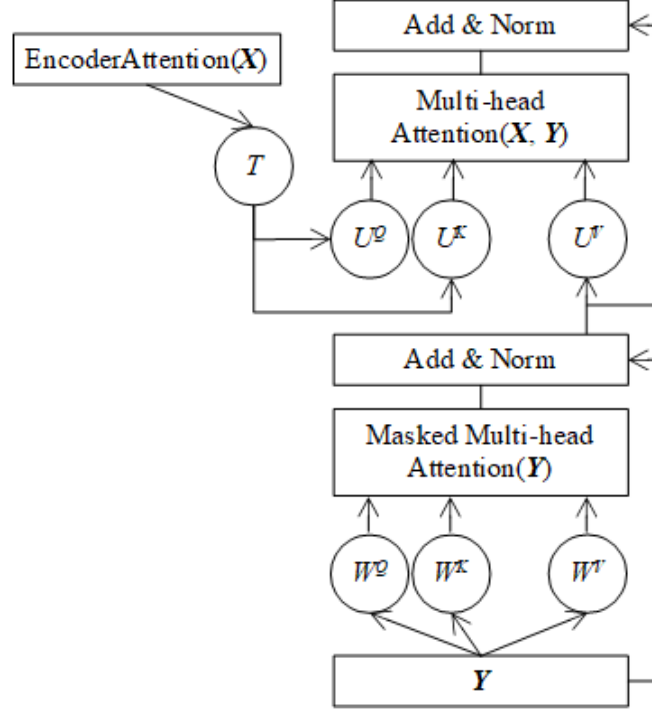 Add & Norm
EncoderAttention(X)
Multi-head
Attention(X, Y)
T
U^Q U^K U^V
Add & Norm
Masked Multi-head
Attention(Y)
W^Q W^K W^V
Y